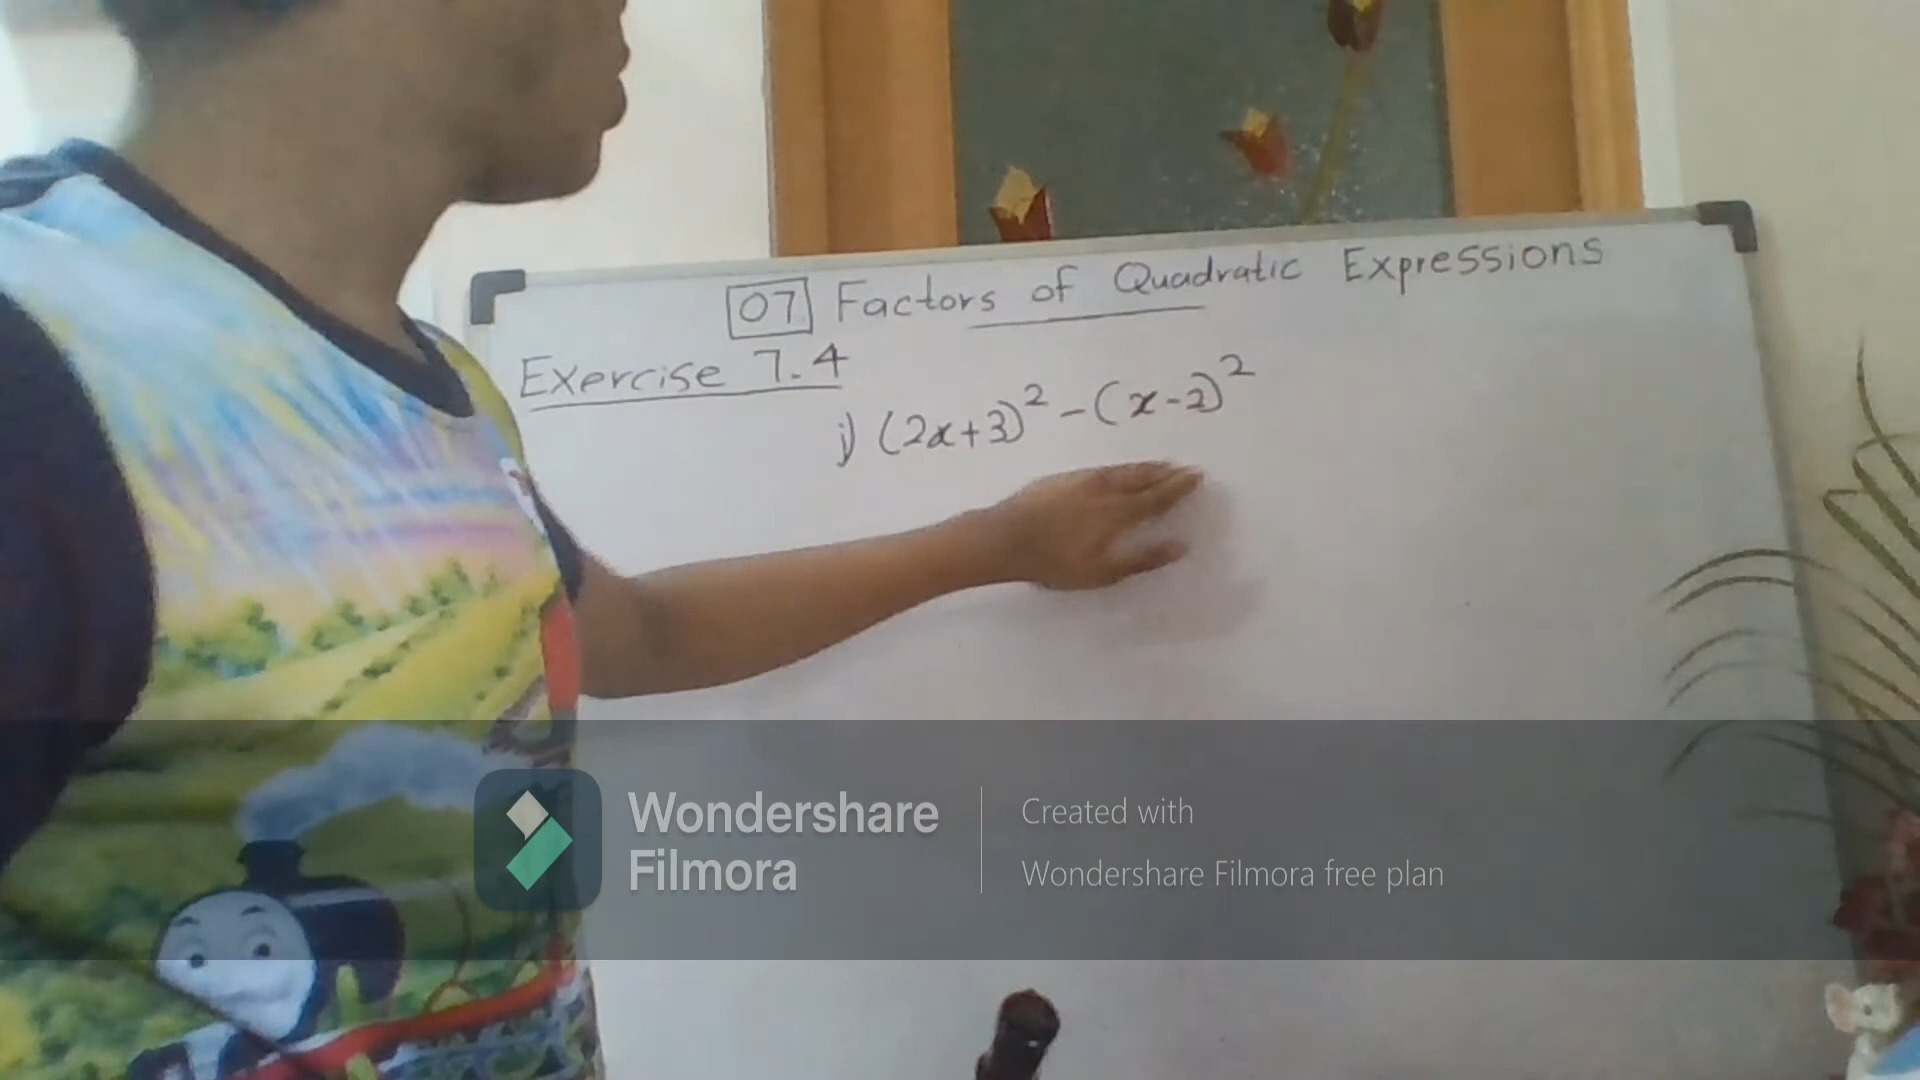 07 Factors of Quadratic Expressions
Exercise 7.4
j) (2x+3)² - (x-2)²
Wondershare
Filmora
Created with
Wondershare Filmora free plan